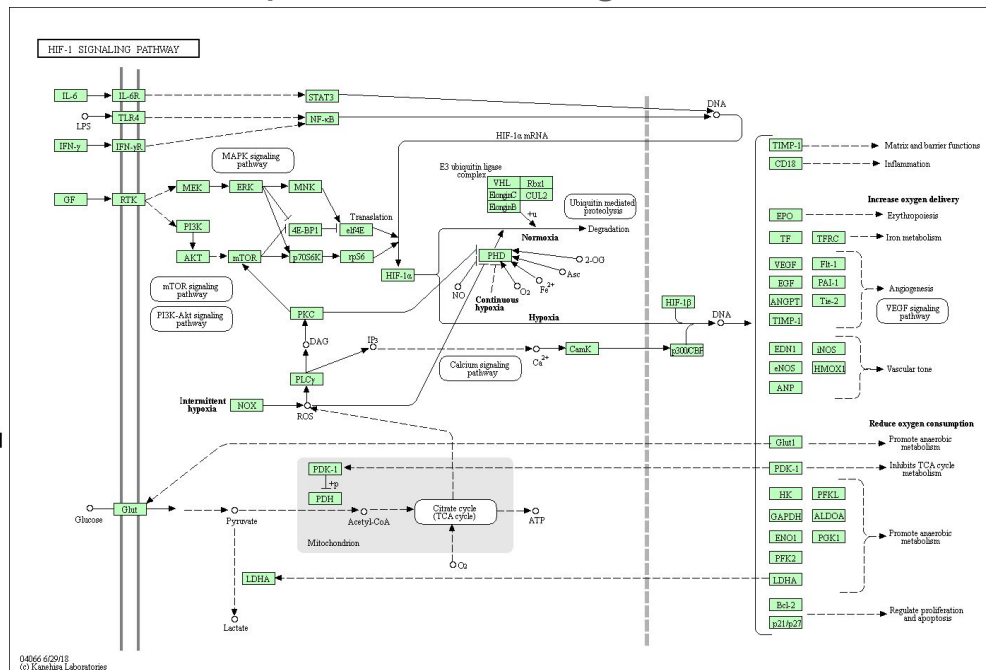 HIF-1 SIGNALING PATHWAY
IL-6
IL-6R
STAT3
DNA
LPS
TLR4
NF-κB
IFN-γ
IFN-γR
HIF-1α mRNA
MAPK signaling
pathway
E3 ubiquitin ligase
complex
VHL
Rbx1
ElonginC
CUL2
ElonginB
+u
Ubiquitin mediated
proteolysis
GF
RTK
MEK
ERK
MNK
Translation
PI3K
4E-BP1
eIf4E
AKT
mTOR
p70S6K
rpS6
HIF-1α
Degradation
Normoxia
PHD
2-OG
Asc
Fe2+
O2
NO
Continuous
hypoxia
Hypoxia
mTOR signaling
pathway
PI3K-Akt signaling
pathway
PKC
DAG
IP3
PLCγ
Calcium signaling
pathway
Ca2+
CamK
HIF-1β
p300/CBP
DNA
Intermittent
hypoxia
NOX
ROS
PDK-1
+p
PDH
Glucose
Glut
Pyruvate
Acetyl-CoA
Citrate cycle
(TCA cycle)
ATP
Mitochondrion
O2
LDHA
Lactate
TIMP-1
Matrix and barrier functions
CD18
Inflammation
Increase oxygen delivery
EPO
Erythropoiesis
TF
TFRC
Iron metabolism
VEGF
Flt-1
EGF
PAI-1
Angiogenesis
ANGPT
Tie-2
VEGF signaling
pathway
TIMP-1
EDN1
iNOS
eNOS
HMOX1
Vascular tone
ANP
Reduce oxygen consumption
Glut1
Promote anaerobic
metabolism
PDK-1
Inhibits TCA cycle
metabolism
HK
PFKL
GAPDH
ALDOA
ENO1
PGK1
Promote anaerobic
metabolism
PFK2
LDHA
Bcl-2
p21/p27
Regulate proliferation
and apoptosis
04066 6/29/18
(c) Kanehisa Laboratories